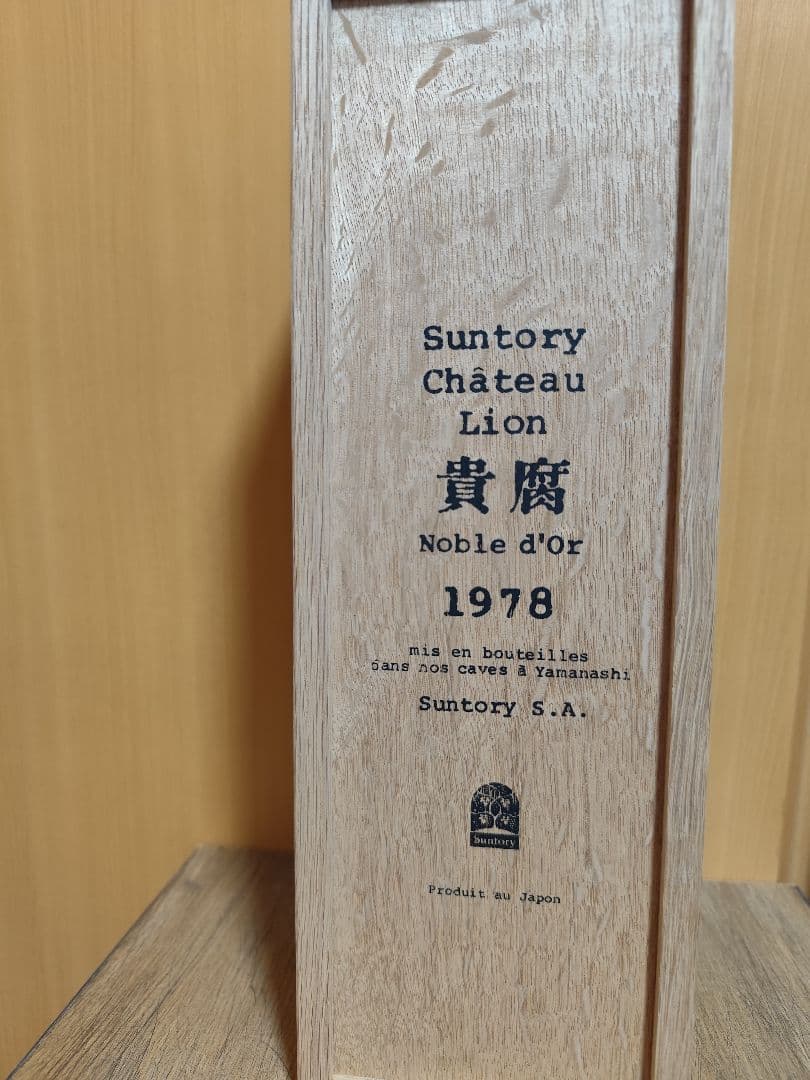 Suntory
Château
Lion
貴腐
Noble d'Or
1978
mis en bouteilles
dans nos caves à Yamanashi
Suntory S.A.
Suntory
Produit au Japon